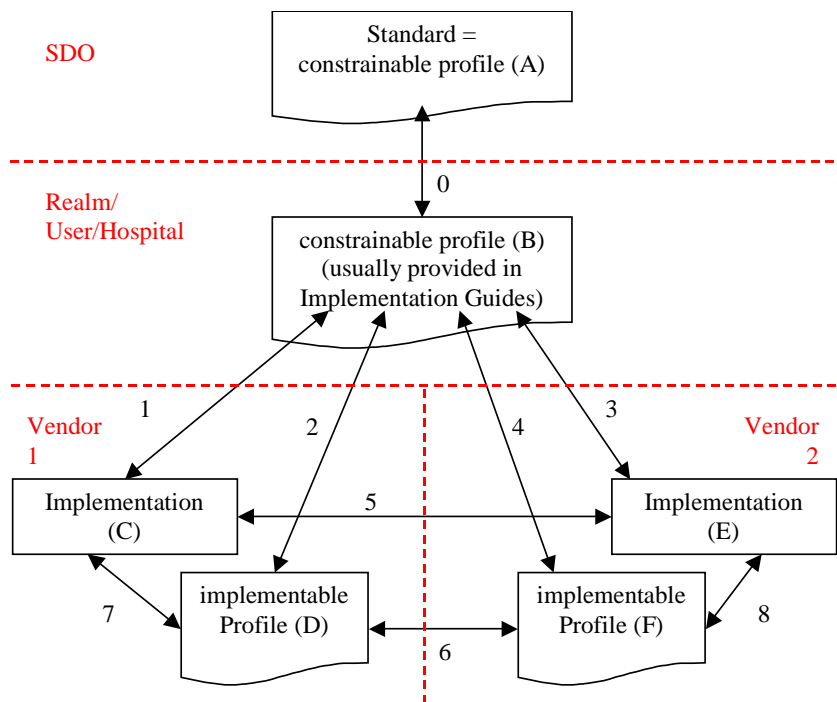 SDO
Standard =
constrainable profile (A)
0
Realm/
User/Hospital
constrainable profile (B)
(usually provided in
Implementation Guides)
1
2
4
3
Vendor
1
Vendor
2
Implementation
(C)
5
Implementation
(E)
7
implementable
Profile (D)
6
implementable
Profile (F)
8